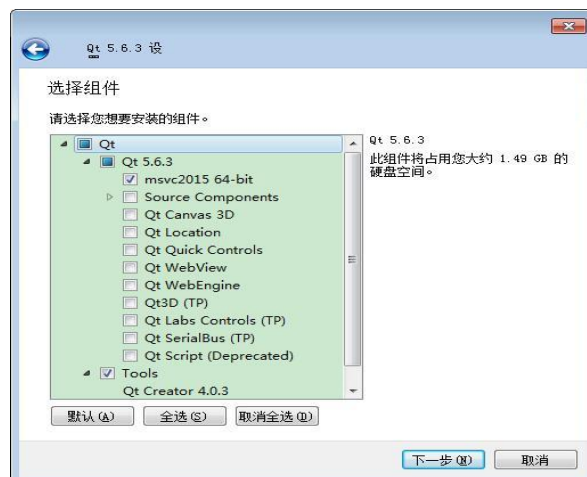 Qt 5.6.3 设
选择组件
请选择您想要安装的组件。
Qt
Qt 5.6.3
msvc2015 64-bit
Source Components
Qt Canvas 3D
Qt Location
Qt Quick Controls
Qt WebView
Qt WebEngine
Qt3D (TP)
Qt Labs Controls (TP)
Qt SerialBus (TP)
Qt Script (Deprecated)
Tools
Qt Creator 4.0.3
Qt 5.6.3
此组件将占用您大约 1.49 GB 的
硬盘空间。
默认(A) 全选(S) 取消全选(D)
下一步(N) 取消